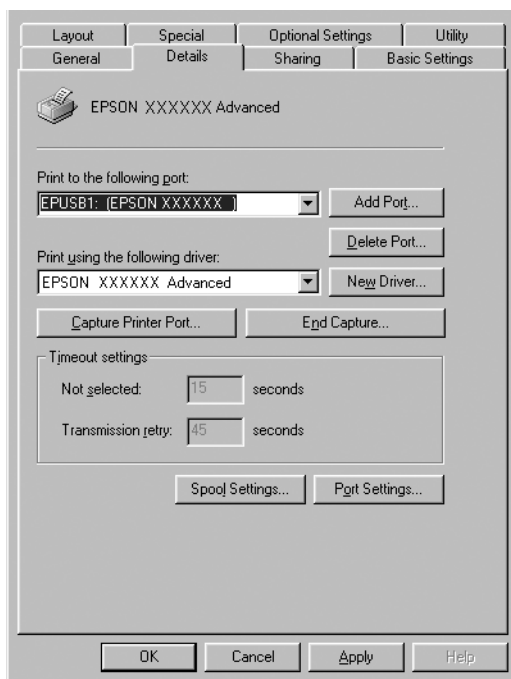 Layout Special Optional Settings Utility
General Details Sharing Basic Settings
EPSON XXXXXX Advanced
Print to the following port:
EPUSB1: (EPSON XXXXXX )
Add Port...
Delete Port...
Print using the following driver:
EPSON XXXXXX Advanced
New Driver...
Capture Printer Port... End Capture...
Timeout settings
Not selected: 15 seconds
Transmission retry: 45 seconds
Spool Settings... Port Settings...
OK Cancel Apply Help